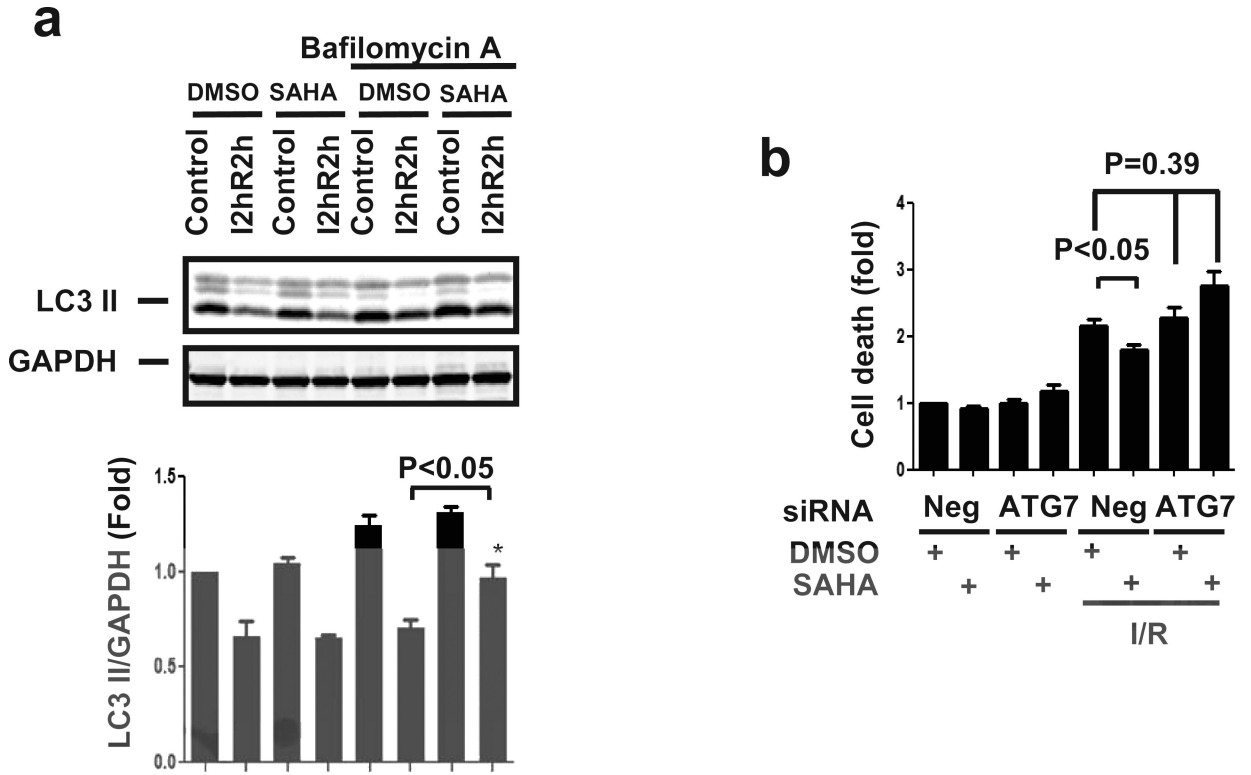 a
Bafilomycin A
DMSO SAHA DMSO SAHA
Control I2hR2h Control I2hR2h Control I2hR2h Control I2hR2h
LC3 II
GAPDH
LC3 II/GAPDH (Fold)
1.5
1.0
0.5
0.0
P<0.05
*
b
P=0.39
P<0.05
Cell death (fold)
4
3
2
1
0
siRNA Neg ATG7 Neg ATG7
DMSO + + + +
SAHA + + + +
I/R